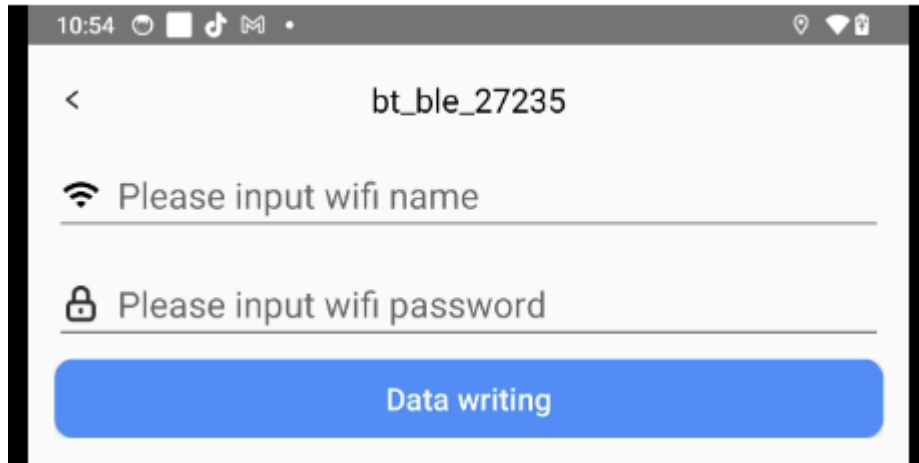 10:54
<
bt_ble_27235
Please input wifi name
Please input wifi password
Data writing